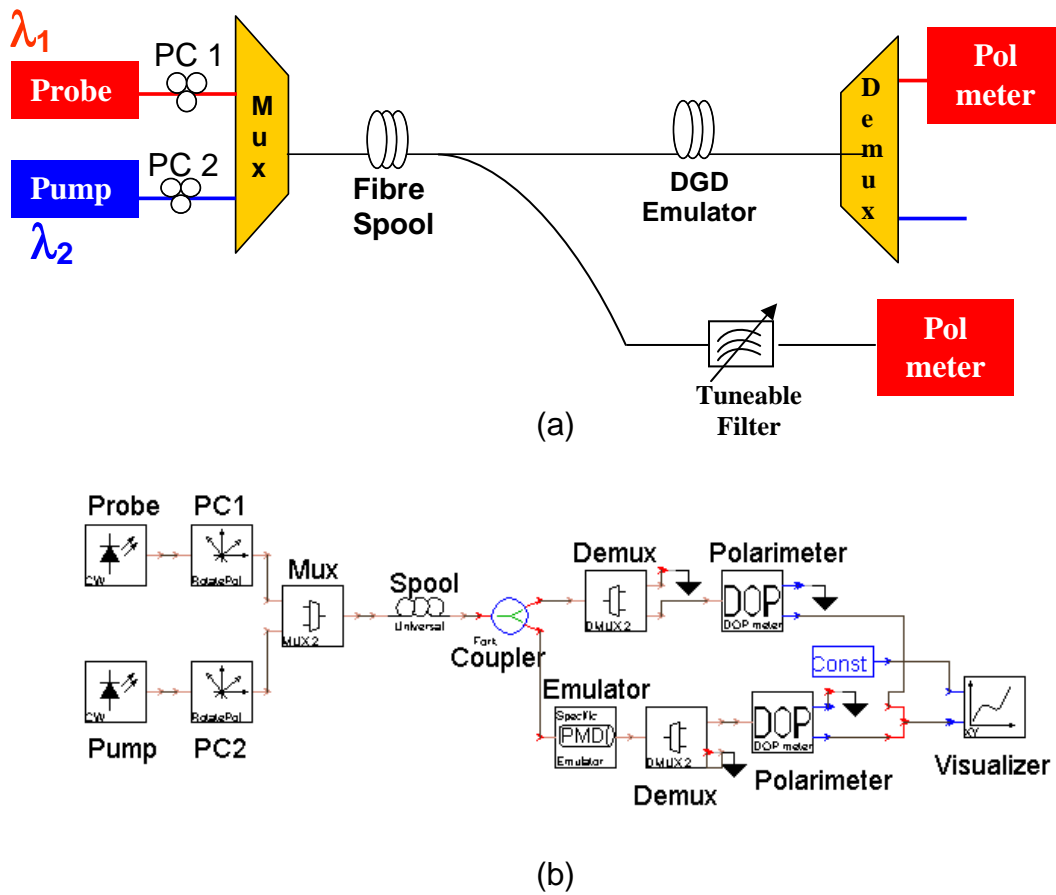 λ1
PC 1
Probe
Mux
Demux
Pol
meter
PC 2
Pump
λ2
Fibre
Spool
DGD
Emulator
Pol
meter
Tuneable
Filter
(a)
Probe
PC1
CW
RotatePol
Mux
MUX 2
Spool
Universal
Fork
Coupler
Demux
DMUX 2
Polarimeter
DOP
DOP meter
Const
Pump
CW
PC2
RotatePol
Emulator
Specific
PMD
Emulator
DMUX 2
Demux
DOP
DOP meter
Polarimeter
XY
Visualizer
(b)